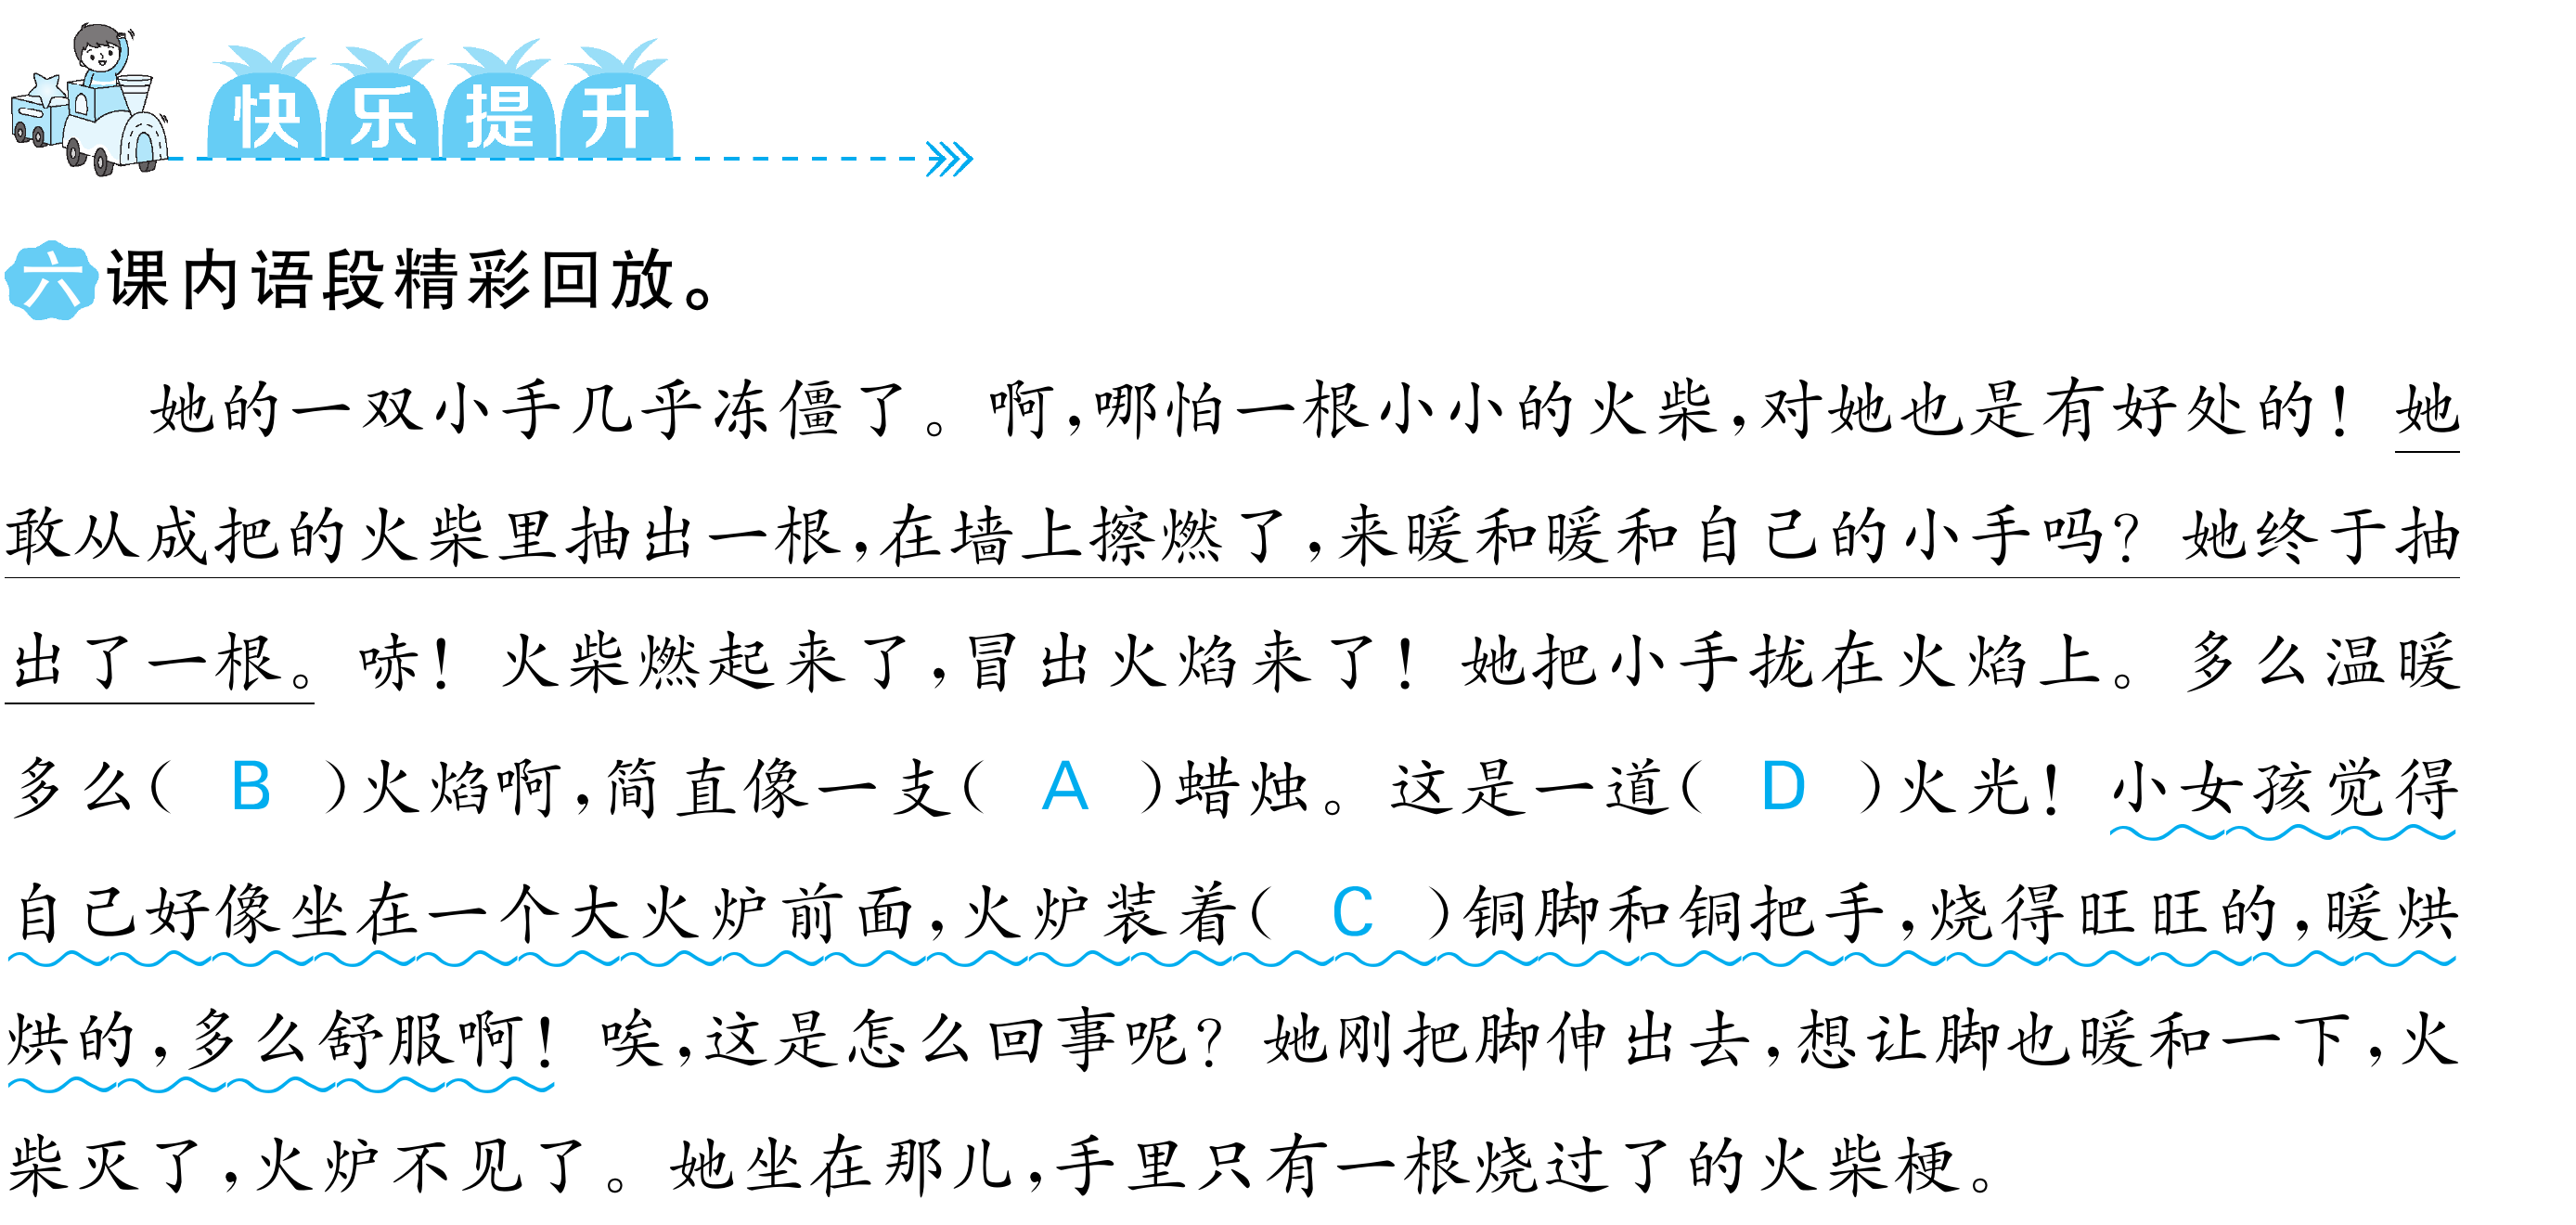 快乐提升
六 课内语段精彩回放。
她的一双小手几乎冻僵了。啊,哪怕一根小小的火柴,对她也是有好处的！她
敢从成把的火柴里抽出一根,在墙上擦燃了,来暖和暖和自己的小手吗？她终于抽
出了一根。哧！火柴燃起来了,冒出火焰来了！她把小手拢在火焰上。多么温暖
多么( B )火焰啊,简直像一支( A )蜡烛。这是一道( D )火光！小女孩觉得
自己好像坐在一个大火炉前面,火炉装着( C )铜脚和铜把手,烧得旺旺的,暖烘
烘的,多么舒服啊！唉,这是怎么回事呢？她刚把脚伸出去,想让脚也暖和一下,火
柴灭了,火炉不见了。她坐在那儿,手里只有一根烧过了的火柴梗。